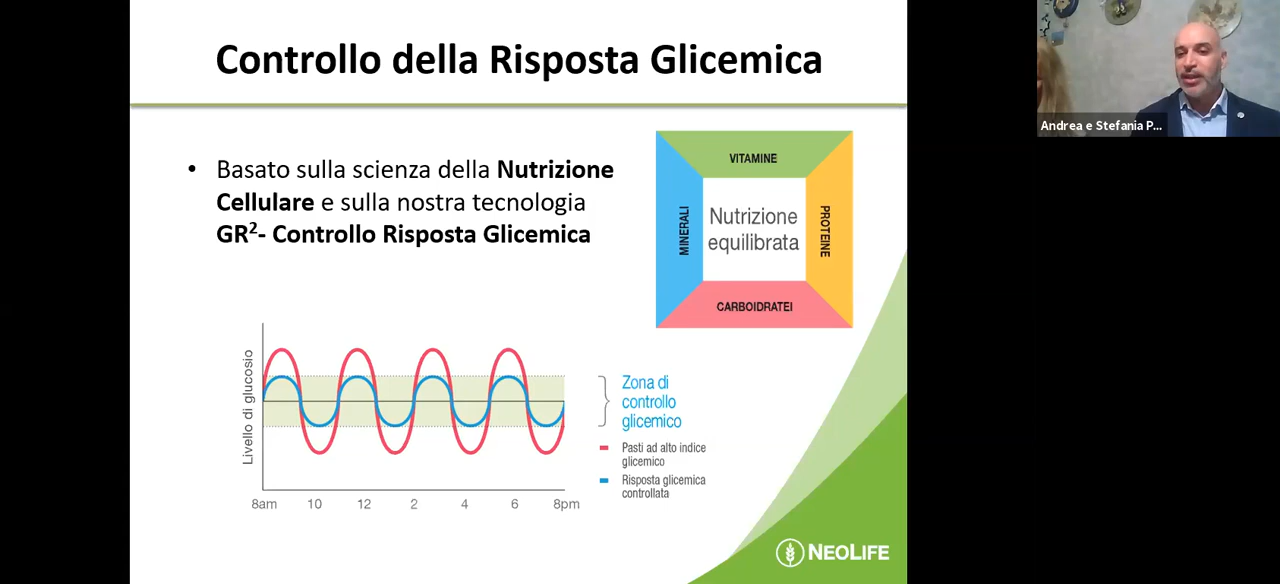 Controllo della Risposta Glicemica
Andrea e Stefania P...
• Basato sulla scienza della Nutrizione
Cellulare e sulla nostra tecnologia
GR²- Controllo Risposta Glicemica
VITAMINE
MINERALI
Nutrizione
equilibrata
PROTEINE
CARBOIDRATEI
Livello di glucosio
8am 10 12 2 4 6 8pm
Zona di
controllo
glicemico
Pasti ad alto indice
glicemico
Risposta glicemica
controllata
NEOLIFE